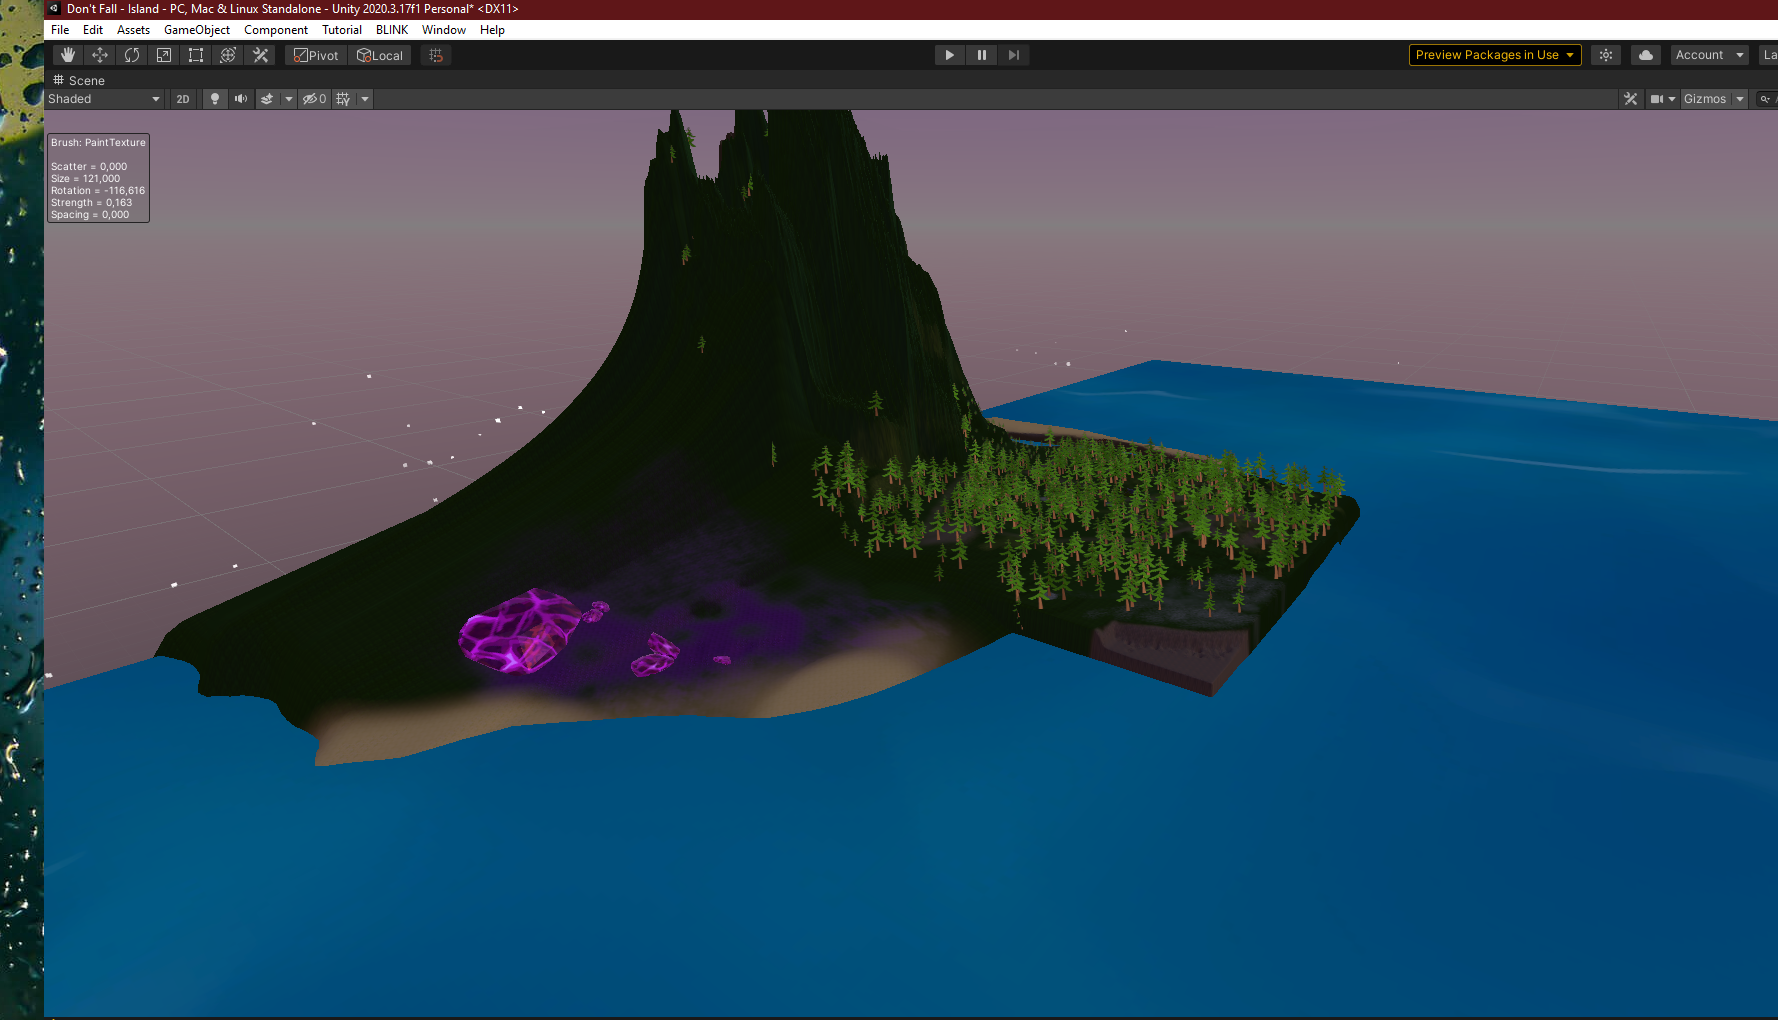 Don't Fall - Island - PC, Mac & Linux Standalone - Unity 2020.3.17f1 Personal* <DX11>
File Edit Assets GameObject Component Tutorial BLINK Window Help
Pivot Local Preview Packages in Use Account La
Scene
Shaded 2D 0 Gizmos
Brush: PaintTexture
Scatter = 0,000
Size = 121,000
Rotation = -116,616
Strength = 0,163
Spacing = 0,000